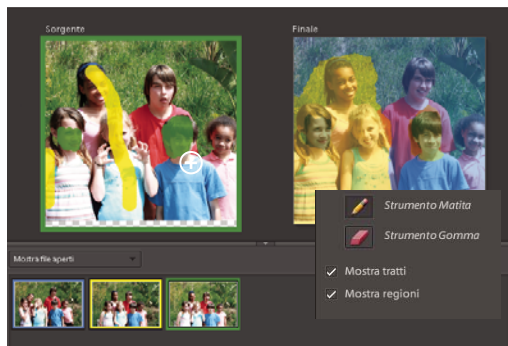 Sorgente
Finale
Strumento Matita
Strumento Gomma
Mostra tratti
Mostra regioni
Mostra file aperti